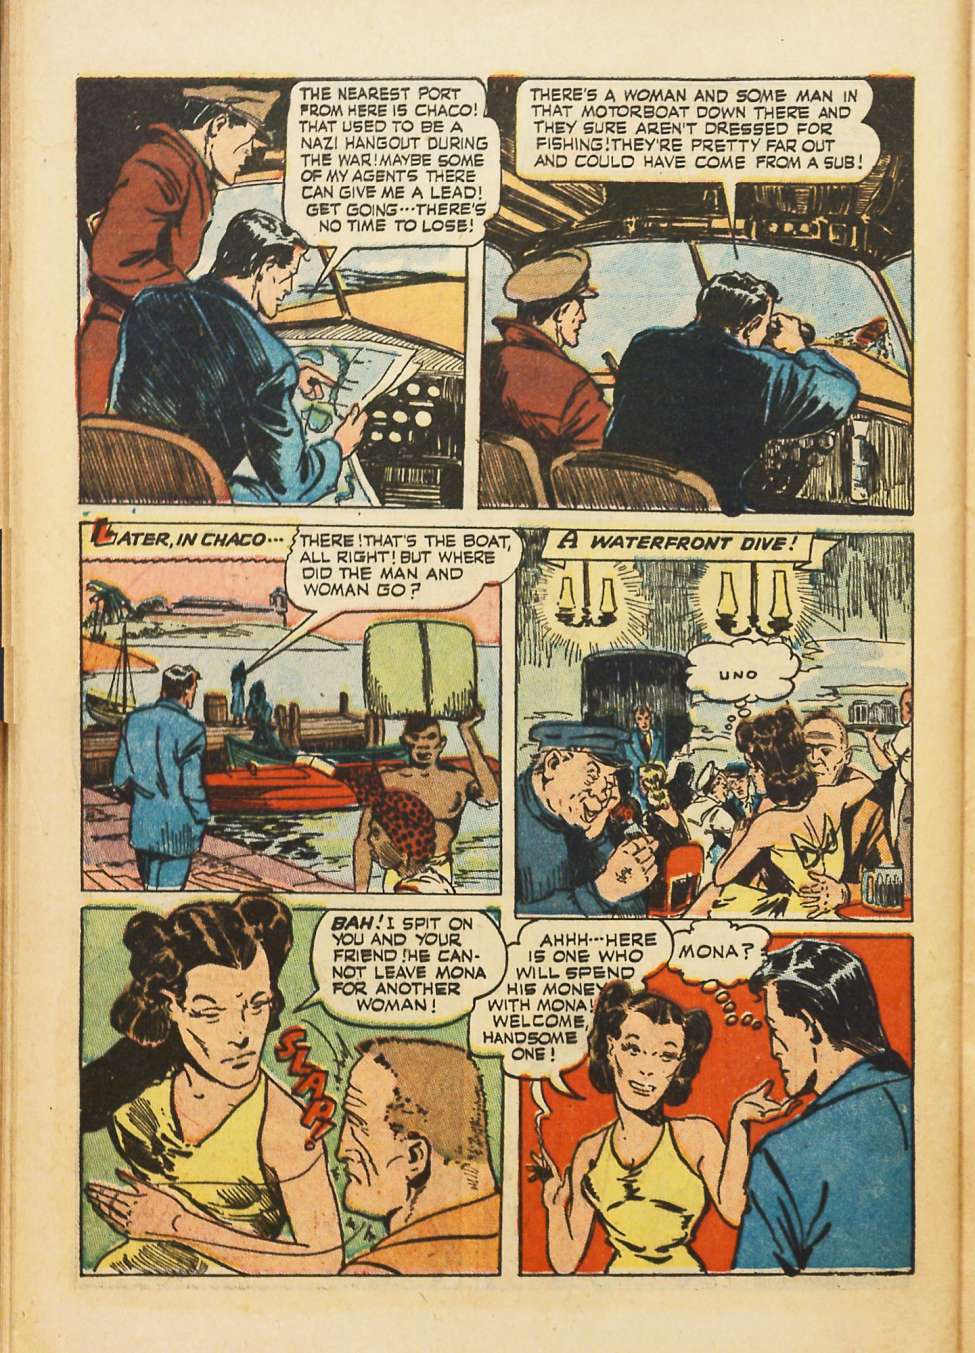 THE NEAREST PORT
FROM HERE IS CHACO!
THAT USED TO BE A
NAZI HANGOUT DURING
THE WAR! MAYBE SOME
OF MY AGENTS THERE
CAN GIVE ME A LEAD!
GET GOING---THERE'S
NO TIME TO LOSE!
THERE'S A WOMAN AND SOME MAN IN
THAT MOTORBOAT DOWN THERE AND
THEY SURE AREN'T DRESSED FOR
FISHING! THEY'RE PRETTY FAR OUT
AND COULD HAVE COME FROM A SUB!
LATER, IN CHACO---
THERE! THAT'S THE BOAT,
ALL RIGHT! BUT WHERE
DID THE MAN AND
WOMAN GO?
A WATERFRONT DIVE!
UNO
BAH! I SPIT ON
YOU AND YOUR
FRIEND! HE CAN-
NOT LEAVE MONA
FOR ANOTHER
WOMAN!
SLAP!
AHHH---HERE
IS ONE WHO
WILL SPEND
HIS MONEY
WITH MONA!
WELCOME,
HANDSOME
ONE!
MONA?